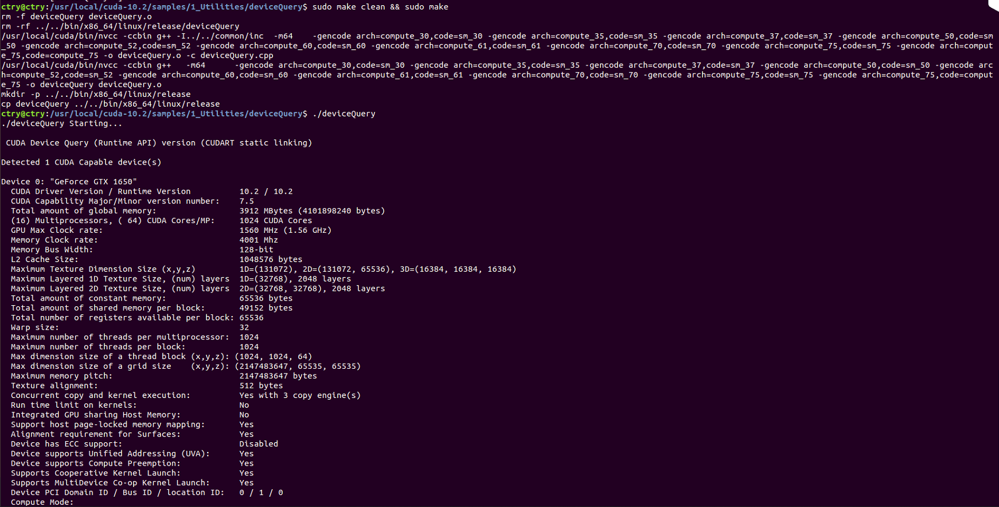 ctry@ctry:/usr/local/cuda-10.2/samples/1_Utilities/deviceQuery$ sudo make clean && sudo make
rm -f deviceQuery deviceQuery.o
rm -rf ../../bin/x86_64/linux/release/deviceQuery
/usr/local/cuda/bin/nvcc -ccbin g++ -I../../common/inc  -m64    -gencode arch=compute_30,code=sm_30 -gencode arch=compute_35,code=sm_35 -gencode arch=compute_37,code=sm_37 -gencode arch=compute_50,code=sm
_50 -gencode arch=compute_52,code=sm_52 -gencode arch=compute_60,code=sm_60 -gencode arch=compute_61,code=sm_61 -gencode arch=compute_70,code=sm_70 -gencode arch=compute_75,code=sm_75 -gencode arch=comput
e_75,code=compute_75 -o deviceQuery.o -c deviceQuery.cpp
/usr/local/cuda/bin/nvcc -ccbin g++   -m64      -gencode arch=compute_30,code=sm_30 -gencode arch=compute_35,code=sm_35 -gencode arch=compute_37,code=sm_37 -gencode arch=compute_50,code=sm_50 -gencode arc
h=compute_52,code=sm_52 -gencode arch=compute_60,code=sm_60 -gencode arch=compute_61,code=sm_61 -gencode arch=compute_70,code=sm_70 -gencode arch=compute_75,code=sm_75 -gencode arch=compute_75,code=comput
e_75 -o deviceQuery deviceQuery.o
mkdir -p ../../bin/x86_64/linux/release
cp deviceQuery ../../bin/x86_64/linux/release
ctry@ctry:/usr/local/cuda-10.2/samples/1_Utilities/deviceQuery$ ./deviceQuery
./deviceQuery Starting...
 CUDA Device Query (Runtime API) version (CUDART static linking)
Detected 1 CUDA Capable device(s)
Device 0: "GeForce GTX 1650"
  CUDA Driver Version / Runtime Version          10.2 / 10.2
  CUDA Capability Major/Minor version number:    7.5
  Total amount of global memory:                 3912 MBytes (4101898240 bytes)
  (16) Multiprocessors, ( 64) CUDA Cores/MP:     1024 CUDA Cores
  GPU Max Clock rate:                            1560 MHz (1.56 GHz)
  Memory Clock rate:                             4001 Mhz
  Memory Bus Width:                              128-bit
  L2 Cache Size:                                 1048576 bytes
  Maximum Texture Dimension Size (x,y,z)         1D=(131072), 2D=(131072, 65536), 3D=(16384, 16384, 16384)
  Maximum Layered 1D Texture Size, (num) layers  1D=(32768), 2048 layers
  Maximum Layered 2D Texture Size, (num) layers  2D=(32768, 32768), 2048 layers
  Total amount of constant memory:               65536 bytes
  Total amount of shared memory per block:       49152 bytes
  Total number of registers available per block: 65536
  Warp size:                                     32
  Maximum number of threads per multiprocessor:  1024
  Maximum number of threads per block:           1024
  Max dimension size of a thread block (x,y,z): (1024, 1024, 64)
  Max dimension size of a grid size    (x,y,z): (2147483647, 65535, 65535)
  Maximum memory pitch:                          2147483647 bytes
  Texture alignment:                             512 bytes
  Concurrent copy and kernel execution:          Yes with 3 copy engine(s)
  Run time limit on kernels:                     No
  Integrated GPU sharing Host Memory:            No
  Support host page-locked memory mapping:       Yes
  Alignment requirement for Surfaces:            Yes
  Device has ECC support:                        Disabled
  Device supports Unified Addressing (UVA):      Yes
  Device supports Compute Preemption:            Yes
  Supports Cooperative Kernel Launch:            Yes
  Supports MultiDevice Co-op Kernel Launch:      Yes
  Device PCI Domain ID / Bus ID / location ID:   0 / 1 / 0
  Compute Mode: